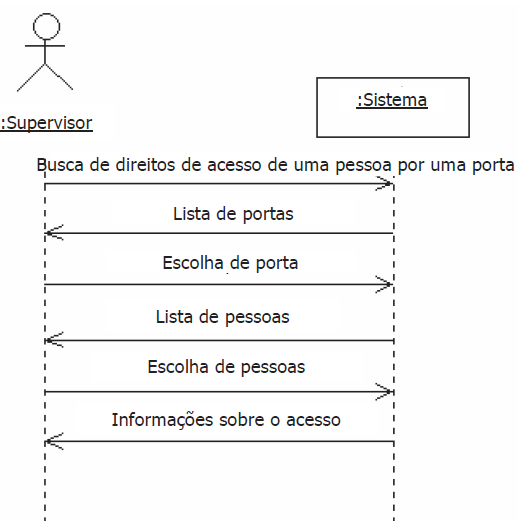 :Supervisor
:Sistema
Busca de direitos de acesso de uma pessoa por uma porta
Lista de portas
Escolha de porta
Lista de pessoas
Escolha de pessoas
Informações sobre o acesso